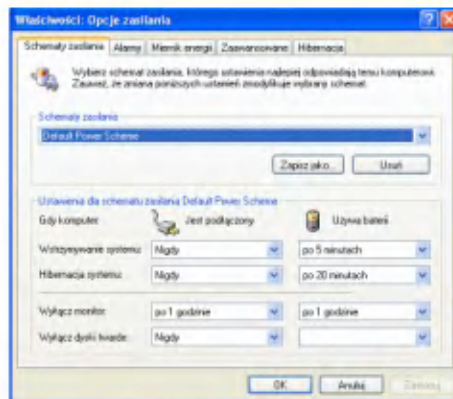 Właściwości: Opcje zasilania
Schematy zasilania Alarmy Miernik energii Zaawansowane Hibernacja
Wybierz schemat zasilania, którego ustawienia najlepiej odpowiadają temu komputerowi.
Zauważ, że zmiana poniższych ustawień zmodyfikuje wybrany schemat.
Schematy zasilania
Default Power Scheme
Zapisz jako... Usuń
Ustawienia dla schematu zasilania Default Power Scheme
Gdy komputer: Jest podłączony Używa baterii
Wstrzymywanie systemu: Nigdy po 5 minutach
Hibernacja systemu: Nigdy po 20 minutach
Wyłącz monitor: po 1 godzinie po 1 godzinie
Wyłącz dyski twarde: Nigdy
OK Anuluj Zastosuj